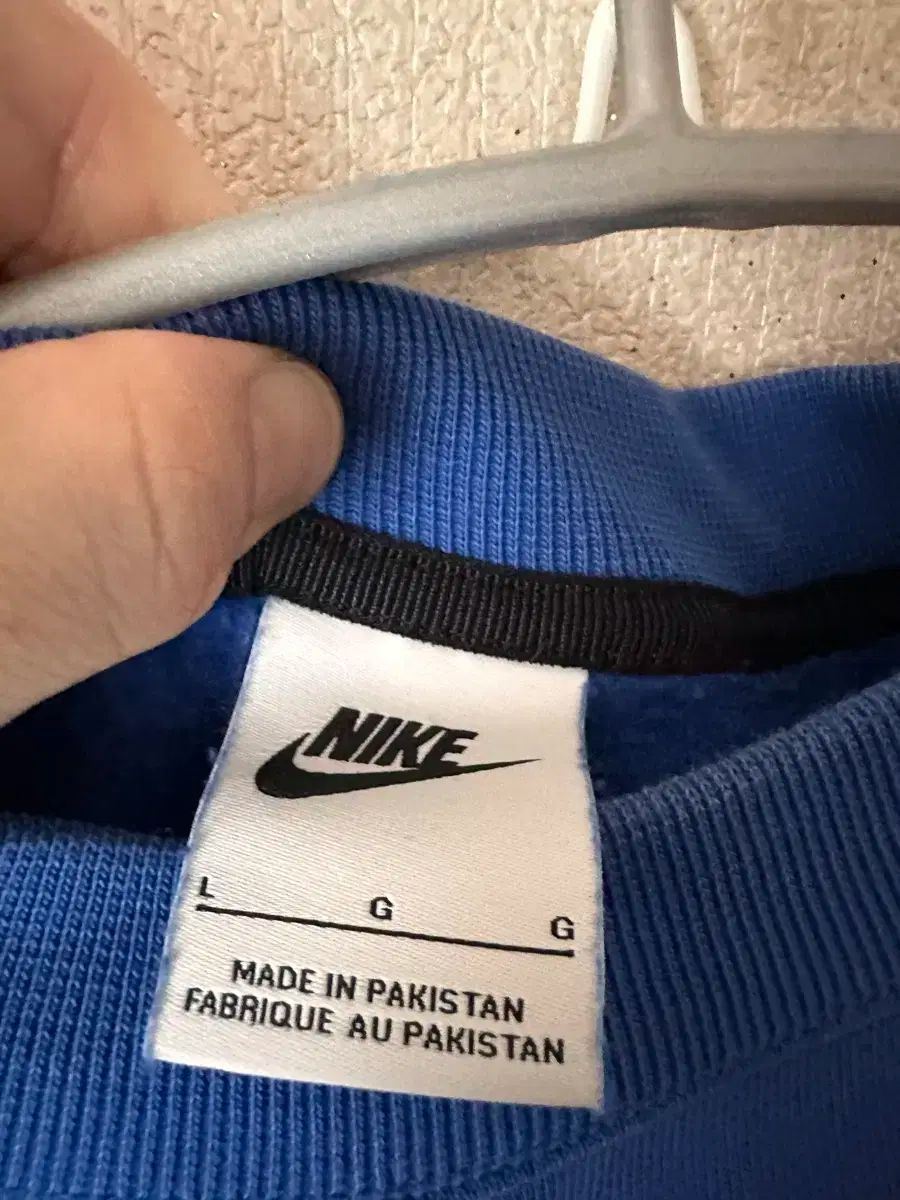 NIKE
L G G
MADE IN PAKISTAN
FABRIQUE AU PAKISTAN